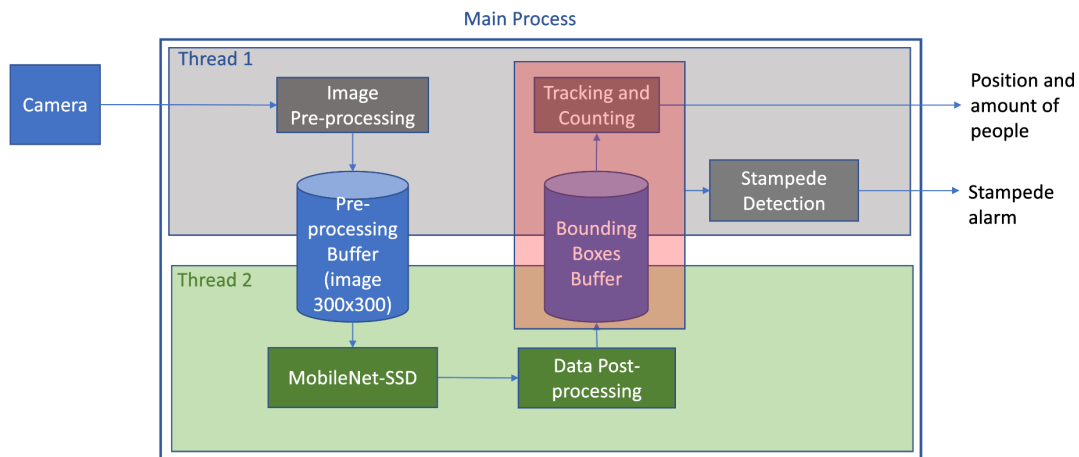 Main Process
Thread 1
Camera
Image
Pre-processing
Tracking and
Counting
Position and
amount of
people
Stampede
Detection
Stampede
alarm
Pre-
processing
Buffer
(image
300x300)
Bounding
Boxes
Buffer
Thread 2
MobileNet-SSD
Data Post-
processing